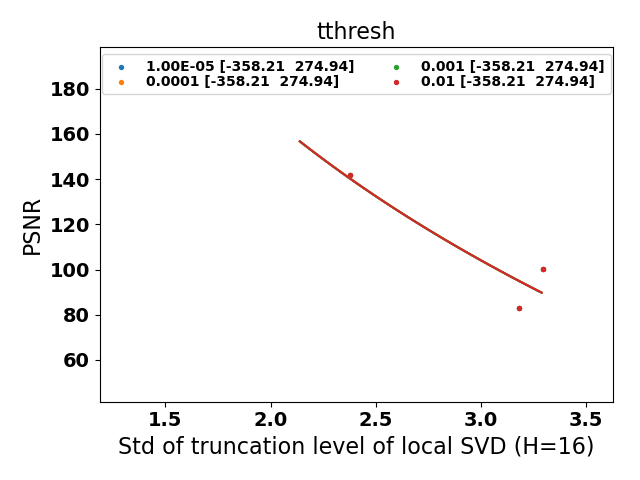 tthresh
1.00E-05 [-358.21  274.94]
0.0001 [-358.21  274.94]
0.001 [-358.21  274.94]
0.01 [-358.21  274.94]
180
160
140
120
100
80
60
PSNR
1.5 2.0 2.5 3.0 3.5
Std of truncation level of local SVD (H=16)